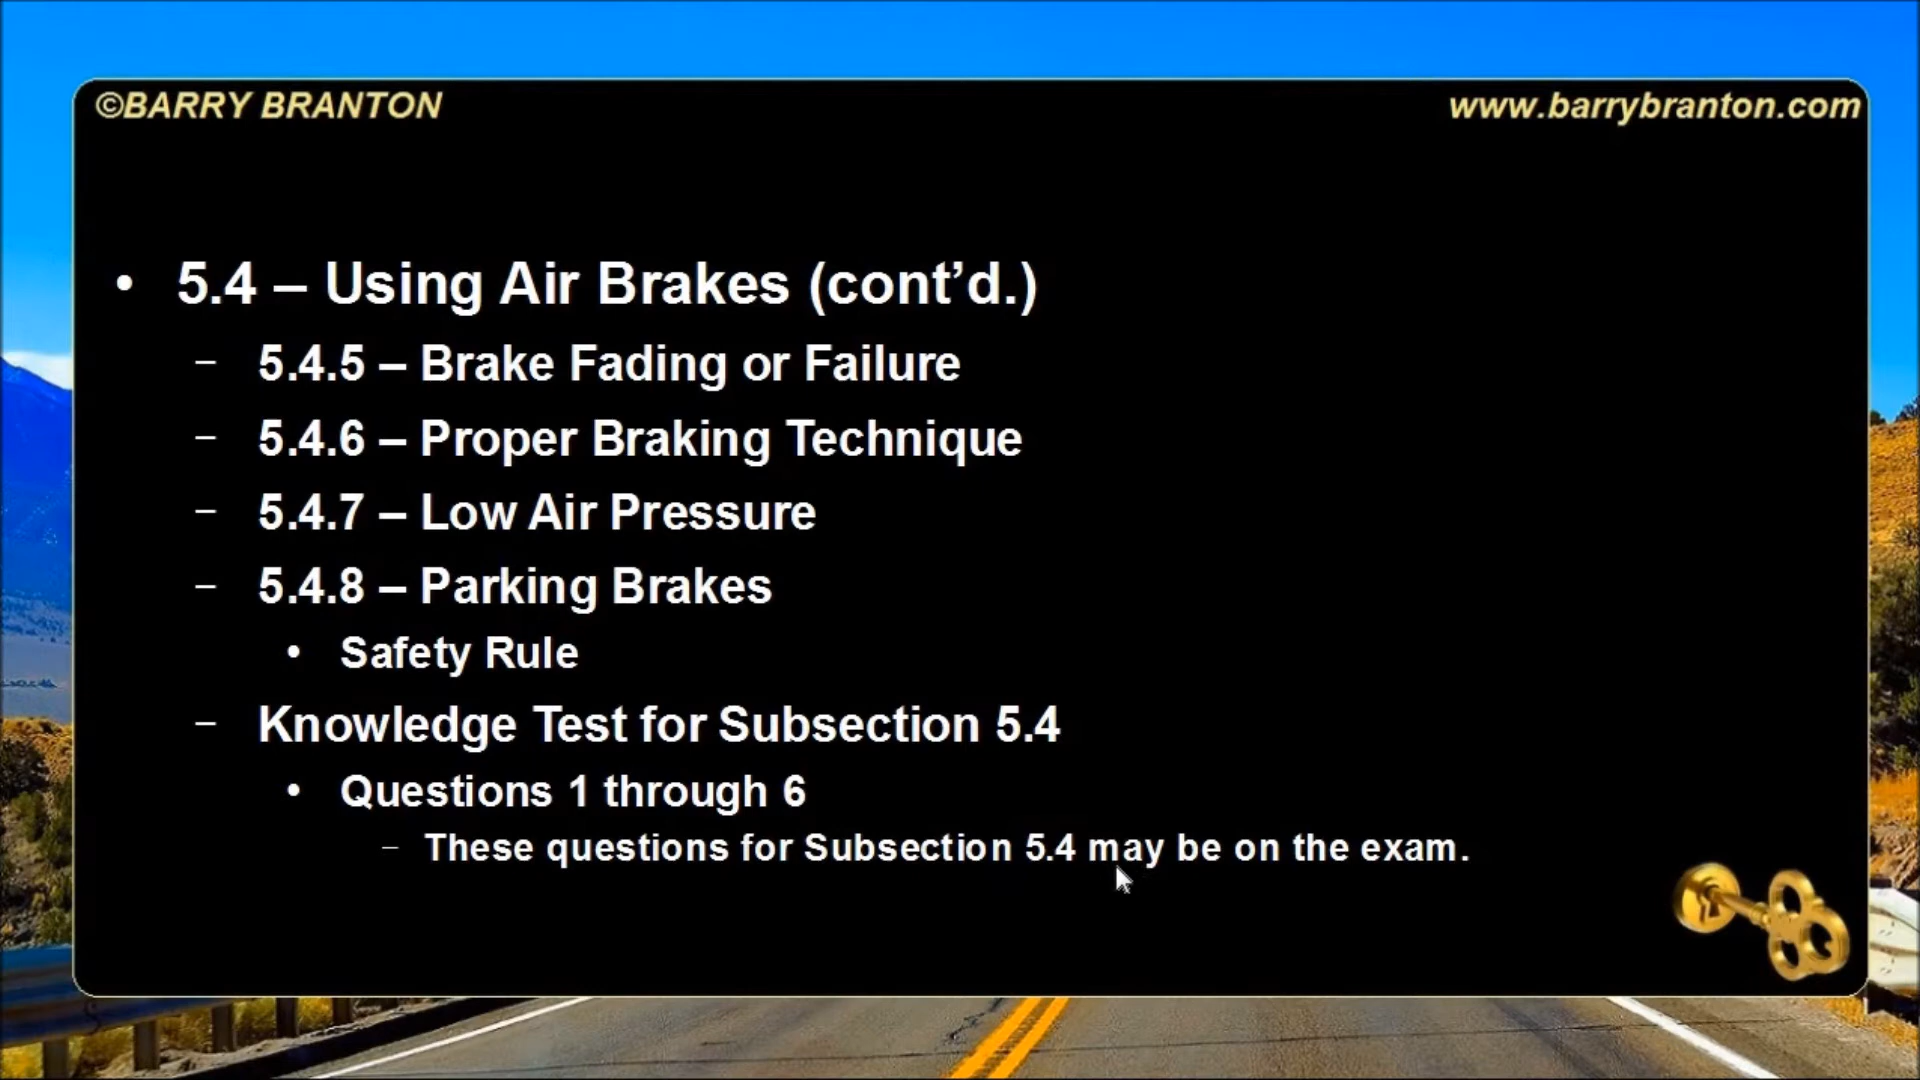 ©BARRY BRANTON
www.barrybranton.com
• 5.4 – Using Air Brakes (cont’d.)
– 5.4.5 – Brake Fading or Failure
– 5.4.6 – Proper Braking Technique
– 5.4.7 – Low Air Pressure
– 5.4.8 – Parking Brakes
• Safety Rule
– Knowledge Test for Subsection 5.4
• Questions 1 through 6
– These questions for Subsection 5.4 may be on the exam.